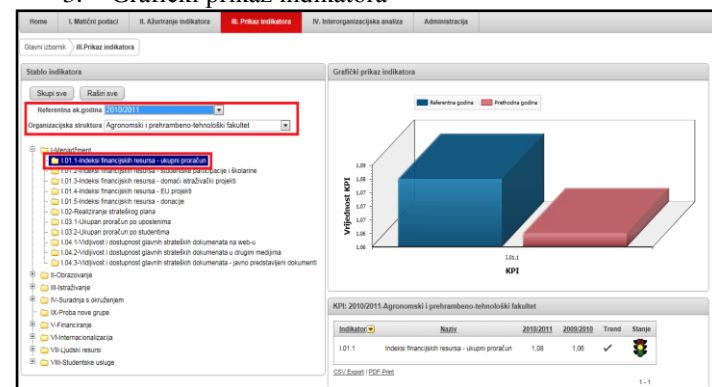 3. Grafički prikaz indikatora
Home I. Matični podaci II. Ažuriranje indikatora III. Prikaz indikatora IV. Interorganizacijska analiza Administracija
Glavni izbornik III.Prikaz indikatora
Stablo indikatora
Skupi sve Raširi sve
Referentna ak.godina 2010/2011
Organizacijska struktura Agronomski i prehrambeno-tehnološki fakultet
I-Menadžment
I.01.1-Indeksi financijskih resursa - ukupni proračun
I.01.2-Indeksi financijskih resursa - studentske participacije i školarine
I.01.3-Indeksi financijskih resursa - domaći istraživački projekti
I.01.4-Indeksi financijskih resursa - EU projekti
I.01.5-Indeksi financijskih resursa - donacije
I.02-Realiziranje strateškog plana
I.03.1-Ukupan proračun po uposlenima
I.03.2-Ukupan proračun po studentima
I.04.1-Vidljivost i dostupnost glavnih strateških dokumenata na web-u
I.04.2-Vidljivost i dostupnost glavnih strateških dokumenata u drugim medijima
I.04.3-Vidljivost i dostupnost glavnih strateških dokumenata - javno predstavljeni dokumenti
II-Obrazovanje
III-Istraživanje
IV-Suradnja s okruženjem
IX-Proba nove grupe
V-Financiranje
VI-Internacionalizacija
VII-Ljudski resursi
VIII-Studentske usluge
Grafički prikaz indikatora
Referentna godina Prethodna godina
Vrijednost KPI
1,09
1,08
1,07
1,07
1,06
1,06
I.01.1
KPI
KPI: 2010/2011-Agronomski i prehrambeno-tehnološki fakultet
Indikator Naziv 2010/2011 2009/2010 Trend Stanje
I.01.1 Indeksi financijskih resursa - ukupni proračun 1,08 1,06
CSV Export | PDF Print
1 - 1